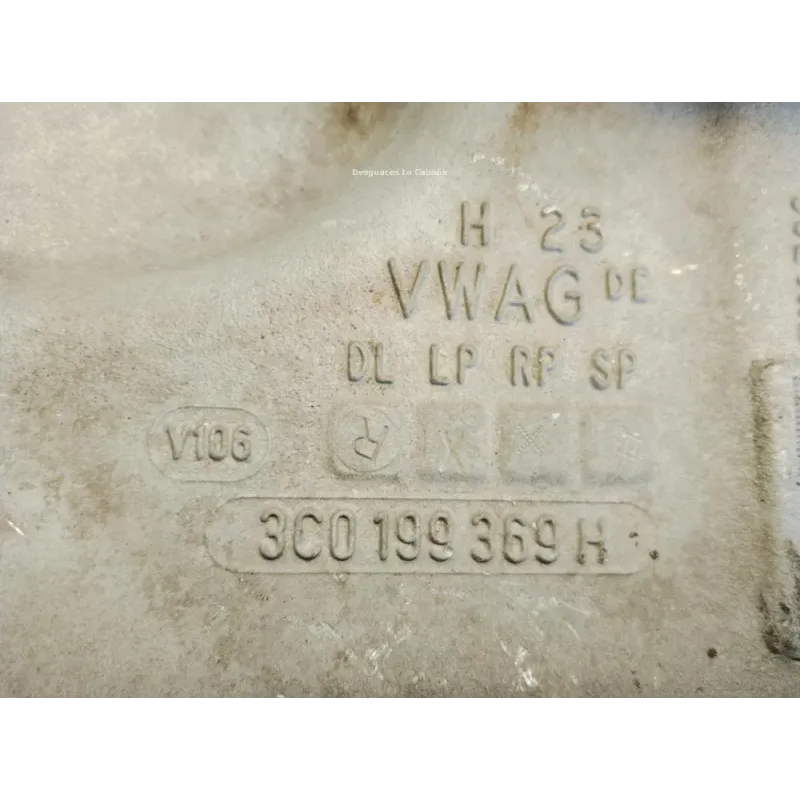 Desguaces La Cabaña
H 23
VWAG DE
DL LP RP SP
V106
3C0 199 369 H